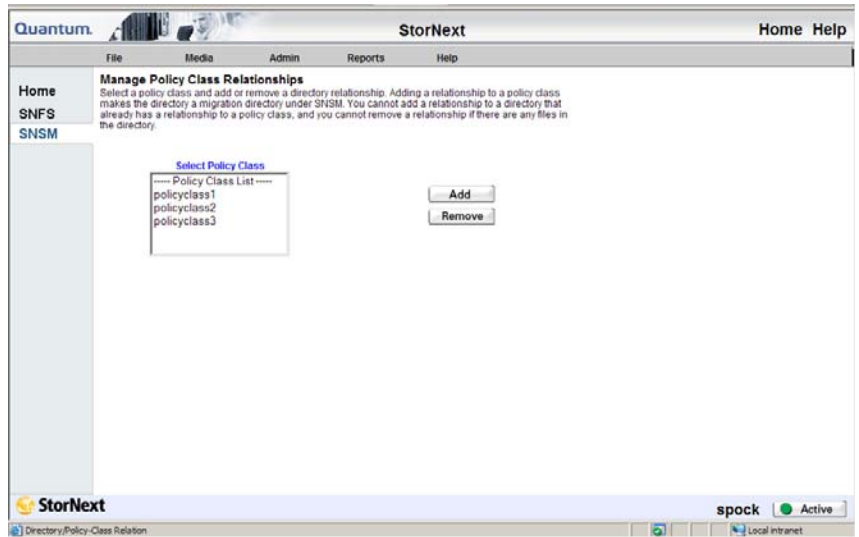 Quantum. StorNext Home Help
File Media Admin Reports Help
Home
SNFS
SNSM
Manage Policy Class Relationships
Select a policy class and add or remove a directory relationship. Adding a relationship to a policy class
makes the directory a migration directory under SNSM. You cannot add a relationship to a directory that
already has a relationship to a policy class, and you cannot remove a relationship if there are any files in
the directory.
Select Policy Class
----- Policy Class List -----
policyclass1
policyclass2
policyclass3
Add
Remove
StorNext
spock Active
Directory/Policy-Class Relation Local intranet